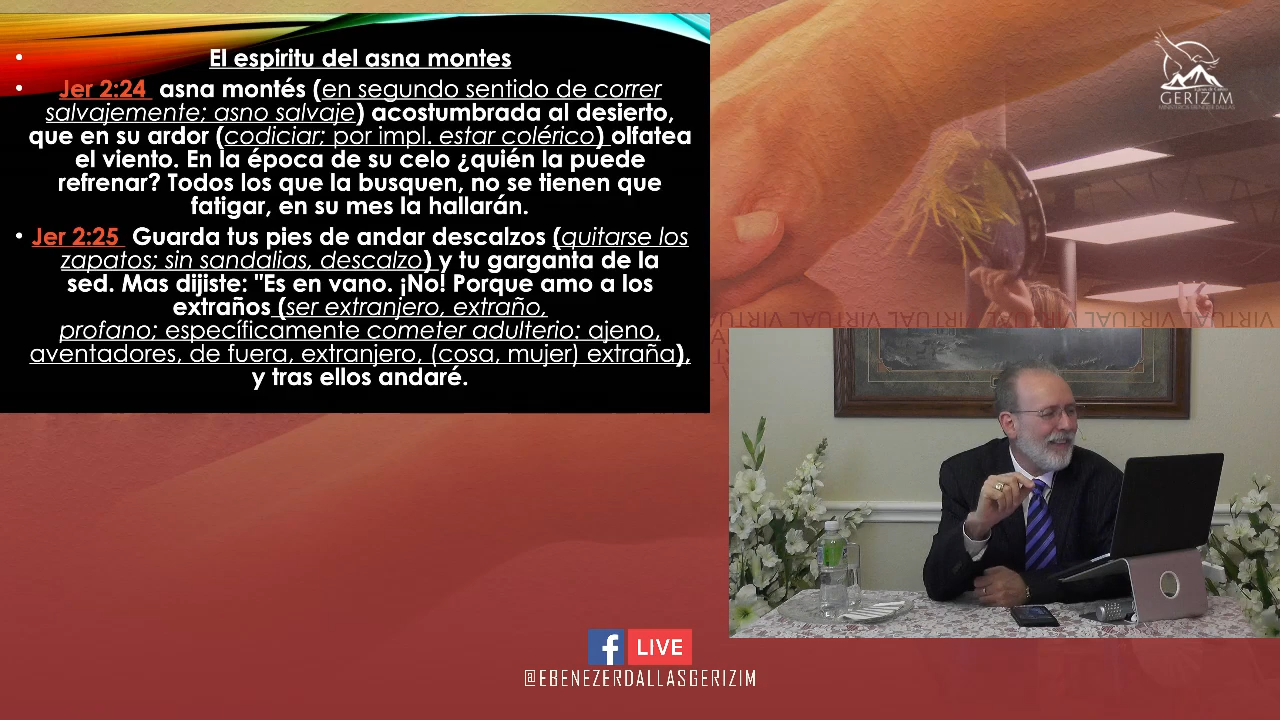 El espiritu del asna montes
Jer 2:24 asna montés (en segundo sentido de correr
salvajemente; asno salvaje) acostumbrada al desierto,
que en su ardor (codiciar; por impl. estar colérico) olfatea
el viento. En la época de su celo ¿quién la puede
refrenar? Todos los que la busquen, no se tienen que
fatigar, en su mes la hallarán.
Jer 2:25 Guarda tus pies de andar descalzos (quitarse los
zapatos; sin sandalias, descalzo) y tu garganta de la
sed. Mas dijiste: "Es en vano. ¡No! Porque amo a los
extraños (ser extranjero, extraño,
profano; específicamente cometer adulterio: ajeno,
aventadores, de fuera, extranjero, (cosa, mujer) extraña),
y tras ellos andaré.
GERIZIM
VIRTUAL VIRTUAL VIRTUAL VIRTUAL
f LIVE
@EBENEZERDALLASGERIZIM